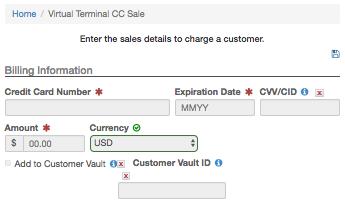 Home / Virtual Terminal CC Sale
Enter the sales details to charge a customer.
Billing Information
Credit Card Number * Expiration Date * CVV/CID
MMYY
Amount * Currency
$ 00.00 USD
Add to Customer Vault Customer Vault ID